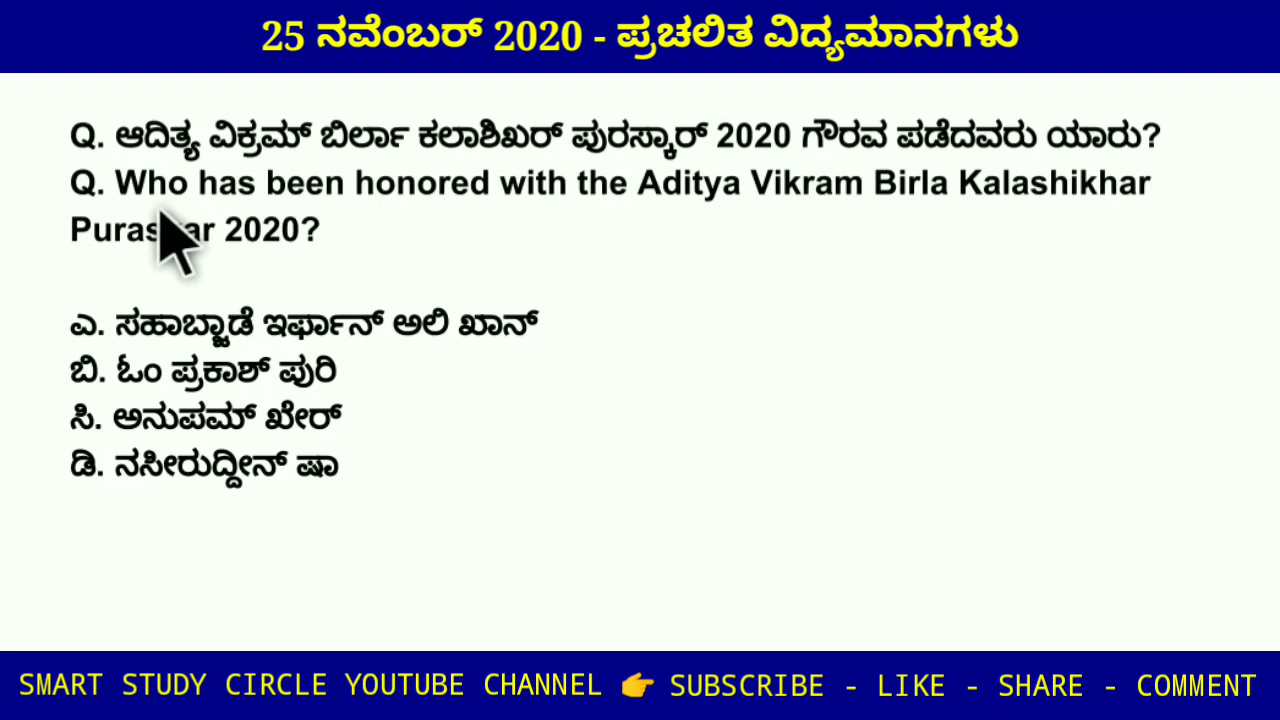 25 ನವೆಂಬರ್ 2020 - ಪ್ರಚಲಿತ ವಿದ್ಯಮಾನಗಳು
Q. ಆದಿತ್ಯ ವಿಕ್ರಮ್ ಬಿರ್ಲಾ ಕಲಾಶಿಖರ್ ಪುರಸ್ಕಾರ್ 2020 ಗೌರವ ಪಡೆದವರು ಯಾರು?
Q. Who has been honored with the Aditya Vikram Birla Kalashikhar
Puraskar 2020?
ಎ. ಸಹಾಬ್ಜಾಡೆ ಇರ್ಫಾನ್ ಅಲಿ ಖಾನ್
ಬಿ. ಓಂ ಪ್ರಕಾಶ್ ಪುರಿ
ಸಿ. ಅನುಪಮ್ ಖೇರ್
ಡಿ. ನಸೀರುದ್ದೀನ್ ಷಾ
SMART STUDY CIRCLE YOUTUBE CHANNEL 👉 SUBSCRIBE - LIKE - SHARE - COMMENT